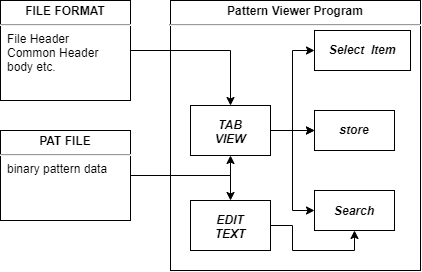 FILE FORMAT
File Header
Common Header
body etc.
PAT FILE
binary pattern data
Pattern Viewer Program
Select Item
TAB
VIEW
store
EDIT
TEXT
Search